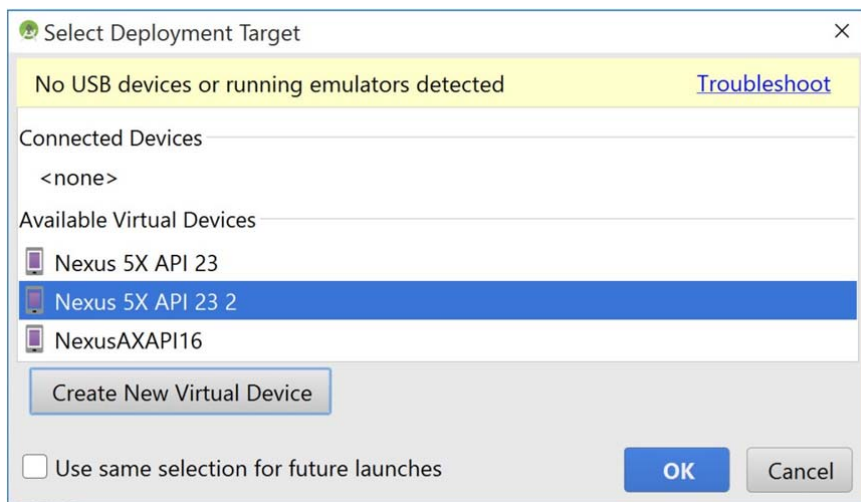 Select Deployment Target
No USB devices or running emulators detected Troubleshoot
Connected Devices
<none>
Available Virtual Devices
Nexus 5X API 23
Nexus 5X API 23 2
NexusAXAPI16
Create New Virtual Device
Use same selection for future launches
OK Cancel